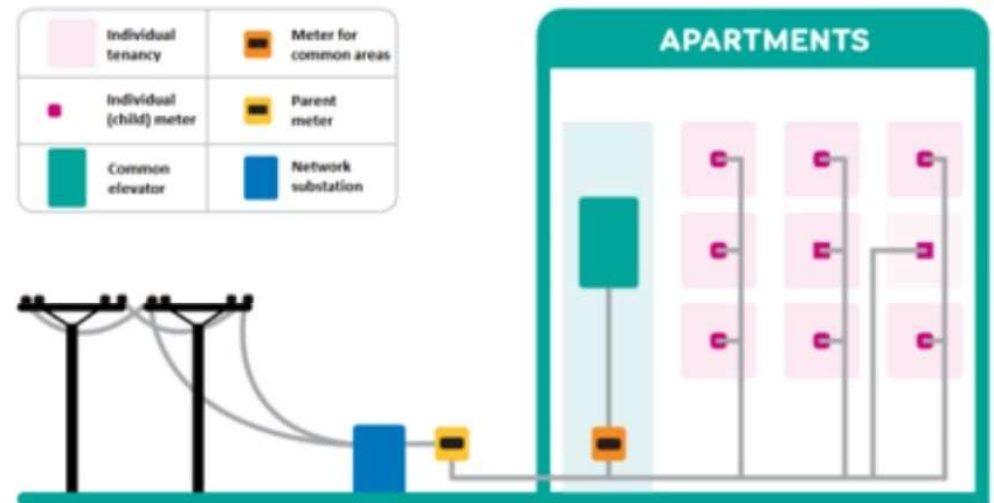 Individual
tenancy
Meter for
common areas
Individual
(child) meter
Parent
meter
Common
elevator
Network
substation
APARTMENTS